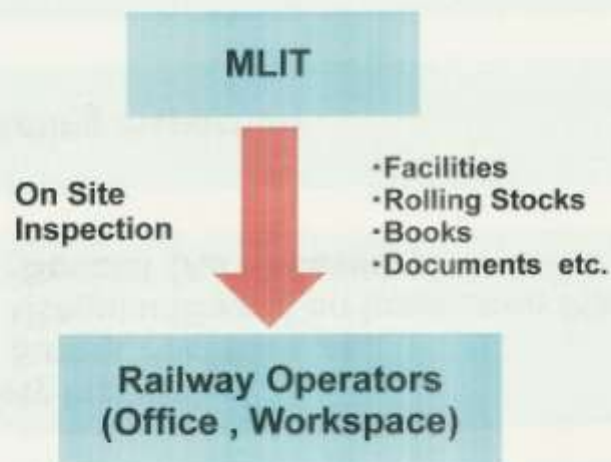 MLIT
On Site
Inspection
・Facilities
・Rolling Stocks
・Books
・Documents etc.
Railway Operators
(Office , Workspace)